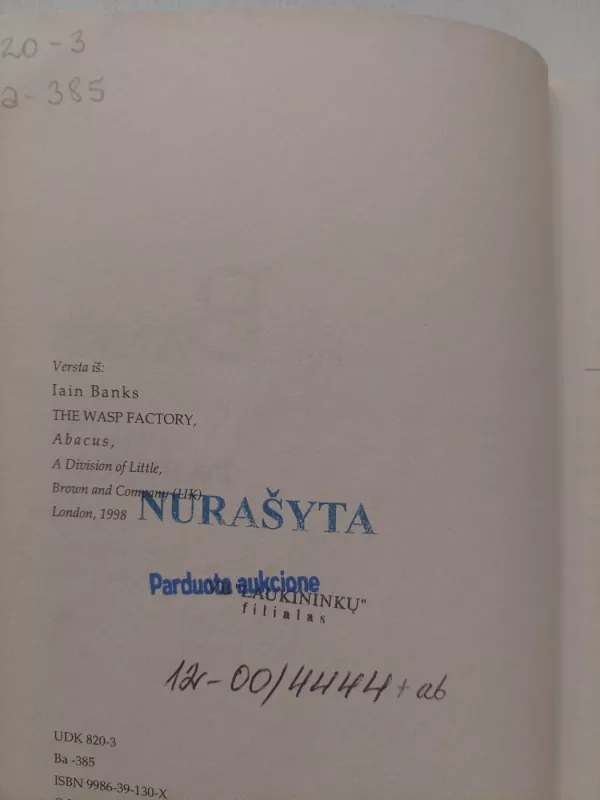 20-3
a-385
Versta iš:
Iain Banks
THE WASP FACTORY,
Abacus,
A Division of Little,
Brown and Company (UK)
London, 1998
NURAŠYTA
Parduota aukcione
"LAUKININKŲ"
filialas
12r-00/4444 + ab
UDK 820-3
Ba -385
ISBN 9986-39-130-X